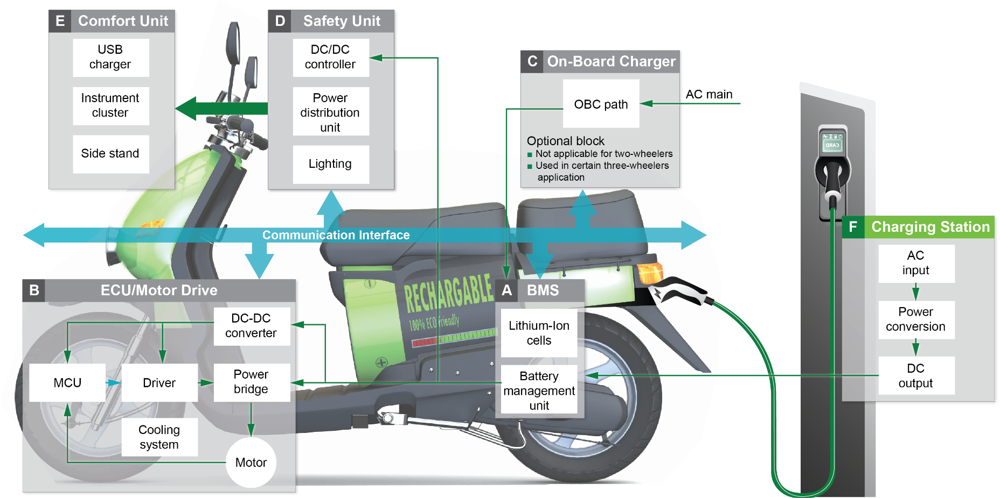 E Comfort Unit
USB
charger
Instrument
cluster
Side stand
D Safety Unit
DC/DC
controller
Power
distribution
unit
Lighting
C On-Board Charger
OBC path
AC main
Optional block
Not applicable for two-wheelers
Used in certain three-wheelers
application
CARD
F Charging Station
AC
input
Power
conversion
DC
output
Communication Interface
B ECU/Motor Drive
DC-DC
converter
MCU
Driver
Power
bridge
Cooling
system
Motor
RECHARGABLE
100% ECO Friendly
A BMS
Lithium-Ion
cells
Battery
management
unit